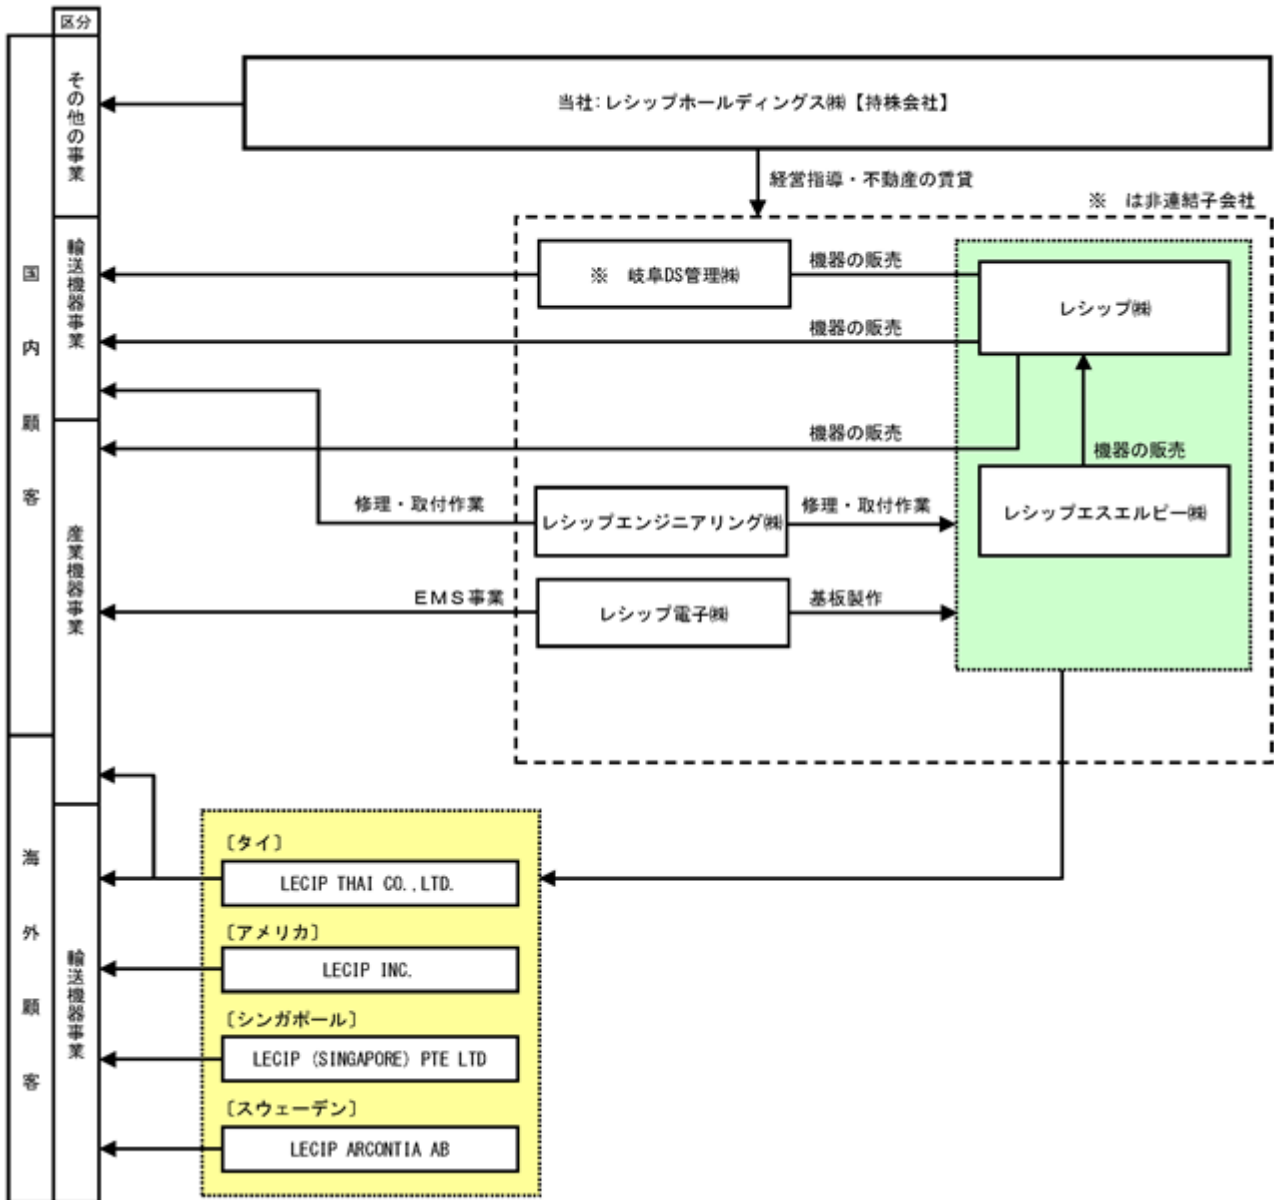 区分
その他の事業
当社：レシップホールディングス㈱【持株会社】
経営指導・不動産の賃貸
※　は非連結子会社
国内顧客
輸送機器事業
※　岐阜DS管理㈱
機器の販売
レシップ㈱
機器の販売
機器の販売
機器の販売
産業機器事業
修理・取付作業
レシップエンジニアリング㈱
修理・取付作業
レシップエスエルピー㈱
ＥＭＳ事業
レシップ電子㈱
基板製作
海外顧客
輸送機器事業
〔タイ〕
LECIP THAI CO.,LTD.
〔アメリカ〕
LECIP INC.
〔シンガポール〕
LECIP (SINGAPORE) PTE LTD
〔スウェーデン〕
LECIP ARCONTIA AB